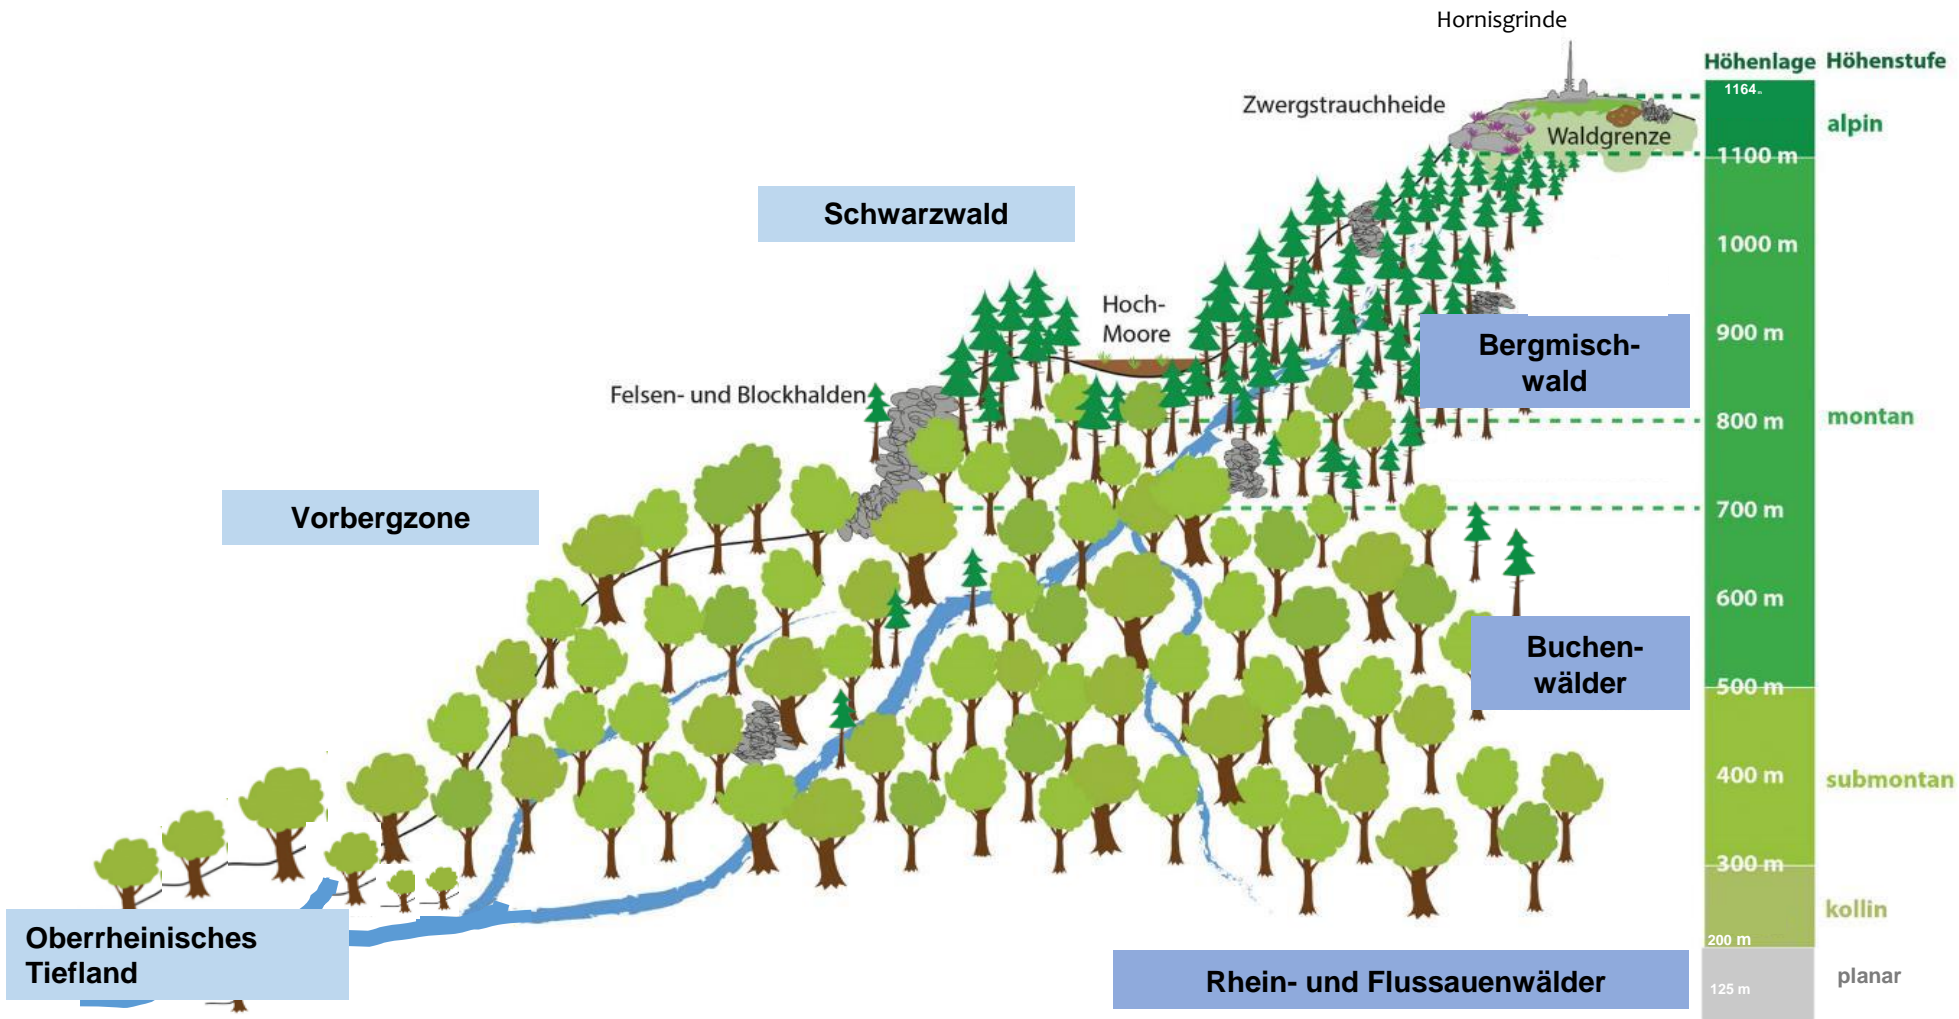 Hornisgrinde
Höhenlage Höhenstufe
1164
Zwergstrauchheide
alpin
Waldgrenze
1100 m
Schwarzwald
1000 m
Hoch-
Moore
900 m
Bergmisch-
wald
Felsen- und Blockhalden
800 m
montan
Vorbergzone
700 m
600 m
Buchen-
wälder
500 m
400 m
submontan
300 m
kollin
Oberrheinisches
Tiefland
200 m
Rhein- und Flussauenwälder
planar
125 m